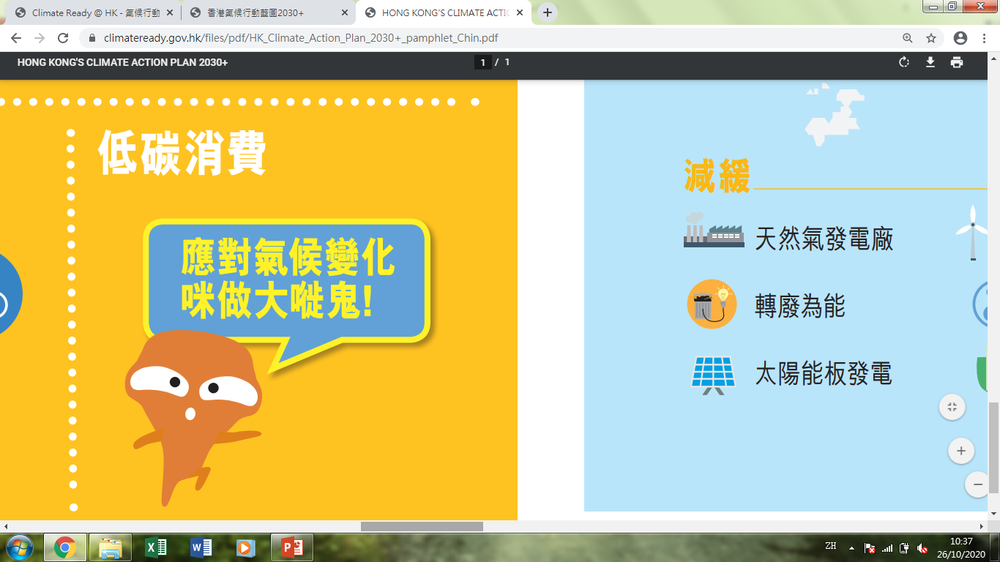 Climate Ready @ HK - 氣候行動
香港氣候行動藍圖2030+
HONG KONG'S CLIMATE ACTIO
climateready.gov.hk/files/pdf/HK_Climate_Action_Plan_2030+_pamphlet_Chin.pdf
HONG KONG'S CLIMATE ACTION PLAN 2030+
1 / 1
低碳消費
應對氣候變化
咪做大嘥鬼!
減緩
天然氣發電廠
轉廢為能
太陽能板發電
ZH
10:37
26/10/2020